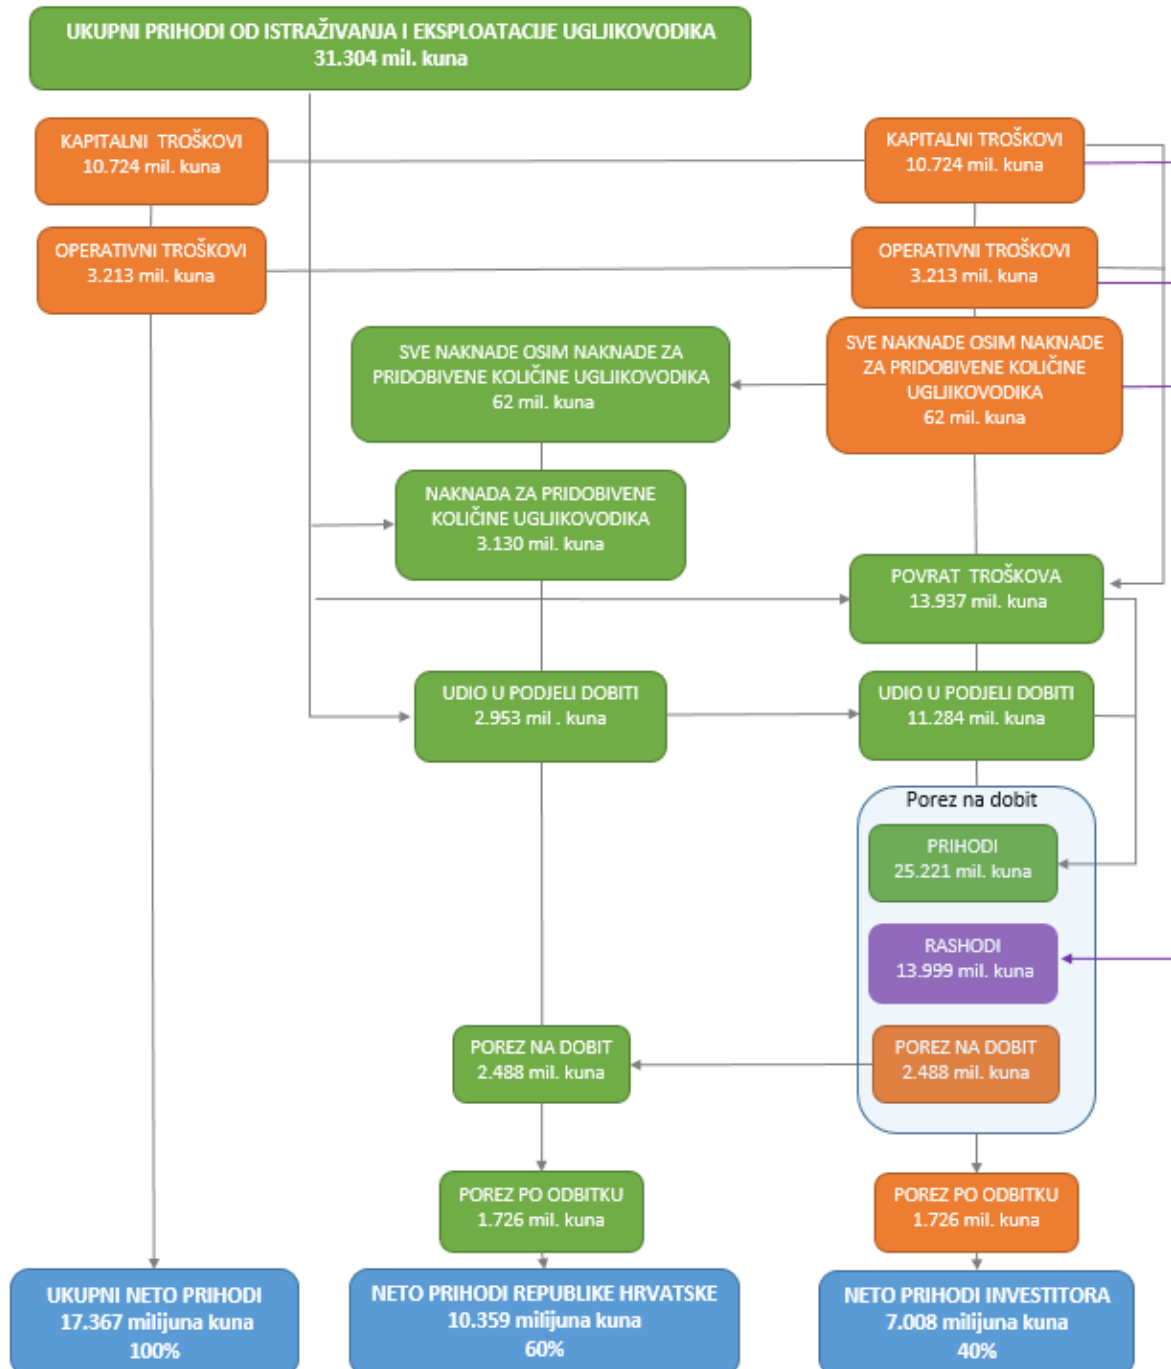 UKUPNI PRIHODI OD ISTRAŽIVANJA I EKSPLOATACIJE UGLJIKOVODIKA
31.304 mil. kuna
KAPITALNI TROŠKOVI
10.724 mil. kuna
KAPITALNI TROŠKOVI
10.724 mil. kuna
OPERATIVNI TROŠKOVI
3.213 mil. kuna
OPERATIVNI TROŠKOVI
3.213 mil. kuna
SVE NAKNADE OSIM NAKNADE ZA
PRIDOBIVENE KOLIČINE UGLJIKOVODIKA
62 mil. kuna
SVE NAKNADE OSIM NAKNADE
ZA PRIDOBIVENE KOLIČINE
UGLJIKOVODIKA
62 mil. kuna
NAKNADA ZA PRIDOBIVENE
KOLIČINE UGLJIKOVODIKA
3.130 mil. kuna
POVRAT TROŠKOVA
13.937 mil. kuna
UDIO U PODJELI DOBITI
2.953 mil . kuna
UDIO U PODJELI DOBITI
11.284 mil. kuna
Porez na dobit
PRIHODI
25.221 mil. kuna
RASHODI
13.999 mil. kuna
POREZ NA DOBIT
2.488 mil. kuna
POREZ NA DOBIT
2.488 mil. kuna
POREZ PO ODBITKU
1.726 mil. kuna
POREZ PO ODBITKU
1.726 mil. kuna
UKUPNI NETO PRIHODI
17.367 milijuna kuna
100%
NETO PRIHODI REPUBLIKE HRVATSKE
10.359 milijuna kuna
60%
NETO PRIHODI INVESTITORA
7.008 milijuna kuna
40%